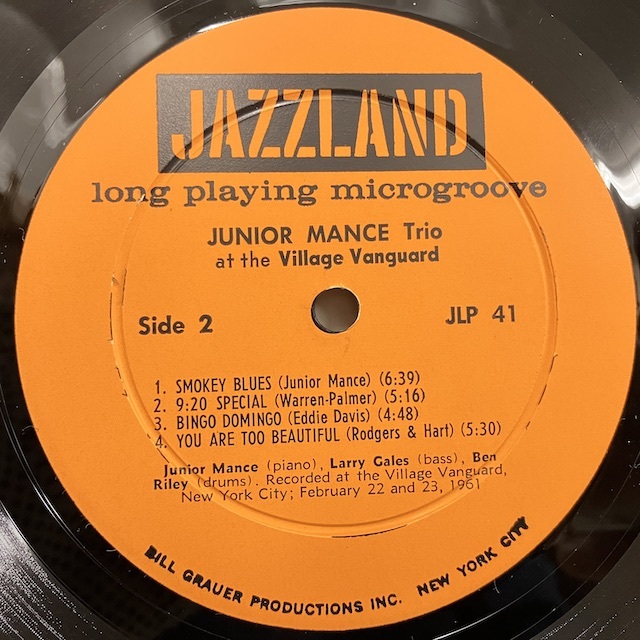 JAZZLAND
long playing microgroove
JUNIOR MANCE Trio
at the Village Vanguard
Side 2
JLP 41
1. SMOKEY BLUES (Junior Mance) (6:39)
2. 9:20 SPECIAL (Warren-Palmer) (5:16)
3. BINGO DOMINGO (Eddie Davis) (4:48)
4. YOU ARE TOO BEAUTIFUL (Rodgers & Hart) (5:30)
Junior Mance (piano), Larry Gales (bass), Ben
Riley (drums). Recorded at the Village Vanguard,
New York City; February 22 and 23, 1961
BILL GRAUER PRODUCTIONS INC. NEW YORK CITY